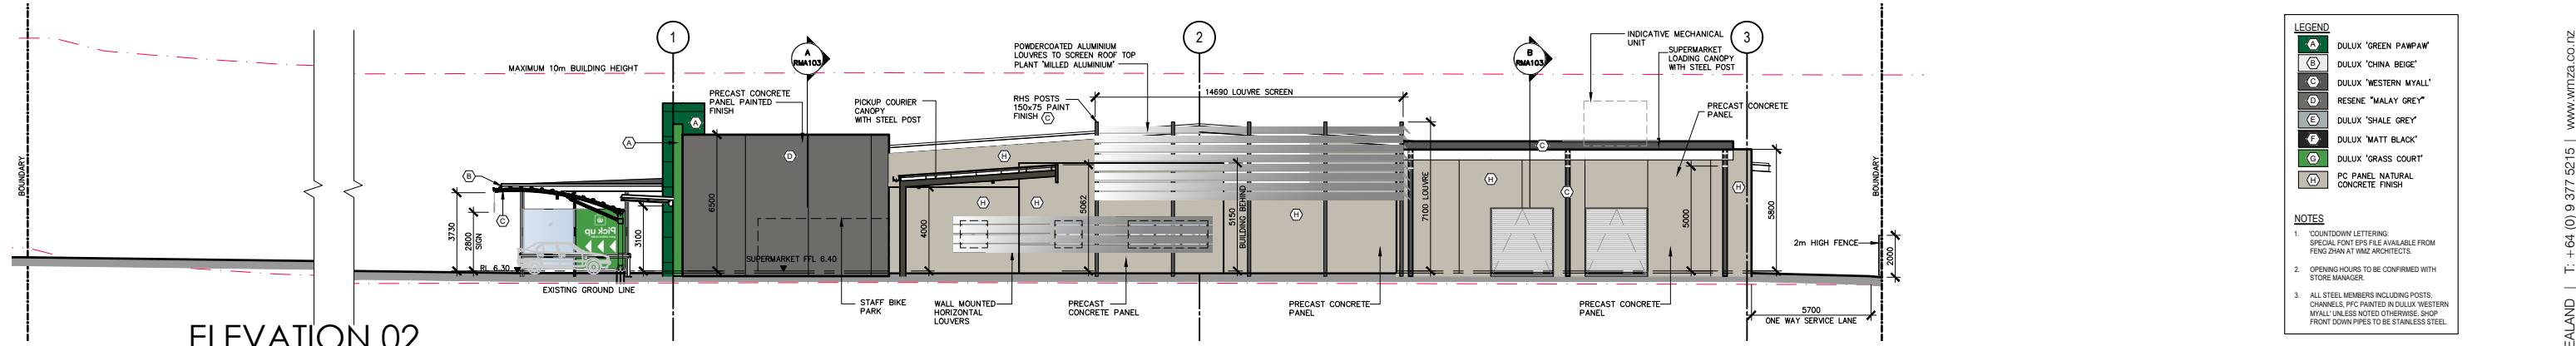 BOUNDARY
MAXIMUM 10m BUILDING HEIGHT
1
A
RMA103
2
B
RMA103
3
POWDERCOATED ALUMINIUM
LOUVRES TO SCREEN ROOF TOP
PLANT 'MILLED ALUMINIUM'
INDICATIVE MECHANICAL
UNIT
SUPERMARKET
LOADING CANOPY
WITH STEEL POST
PRECAST CONCRETE
PANEL PAINTED
FINISH
PICKUP COURIER
CANOPY
WITH STEEL POST
RHS POSTS
150x75 PAINT
FINISH C
14690 LOUVRE SCREEN
PRECAST CONCRETE
PANEL
A
A
D
H
C
B
C
H
H
H
H
C
H
3730
2800
SIGN
3100
Pick up
6500
4000
5062
5150
BUILDING BEHIND
7100 LOUVRE
5000
5800
2m HIGH FENCE
2000
BOUNDARY
RL 6.30
SUPERMARKET FFL 6.40
EXISTING GROUND LINE
STAFF BIKE
PARK
WALL MOUNTED
HORIZONTAL
LOUVERS
PRECAST
CONCRETE PANEL
PRECAST CONCRETE
PANEL
PRECAST CONCRETE
PANEL
5700
ONE WAY SERVICE LANE
ELEVATION 02
LEGEND
A DULUX 'GREEN PAWPAW'
B DULUX 'CHINA BEIGE'
C DULUX 'WESTERN MYALL'
D RESENE "MALAY GREY"
E DULUX 'SHALE GREY'
F DULUX 'MATT BLACK'
G DULUX 'GRASS COURT'
H PC PANEL NATURAL
CONCRETE FINISH
NOTES
1. 'COUNTDOWN' LETTERING:
SPECIAL FONT EPS FILE AVAILABLE FROM
FENG ZHAN AT WMZ ARCHITECTS.
2. OPENING HOURS TO BE CONFIRMED WITH
STORE MANAGER.
3. ALL STEEL MEMBERS INCLUDING POSTS,
CHANNELS, PFC PAINTED IN DULUX 'WESTERN
MYALL' UNLESS NOTED OTHERWISE. SHOP
FRONT DOWN PIPES TO BE STAINLESS STEEL.
EALAND | T: +64 (0) 9 377 5215 | www.wmza.co.nz